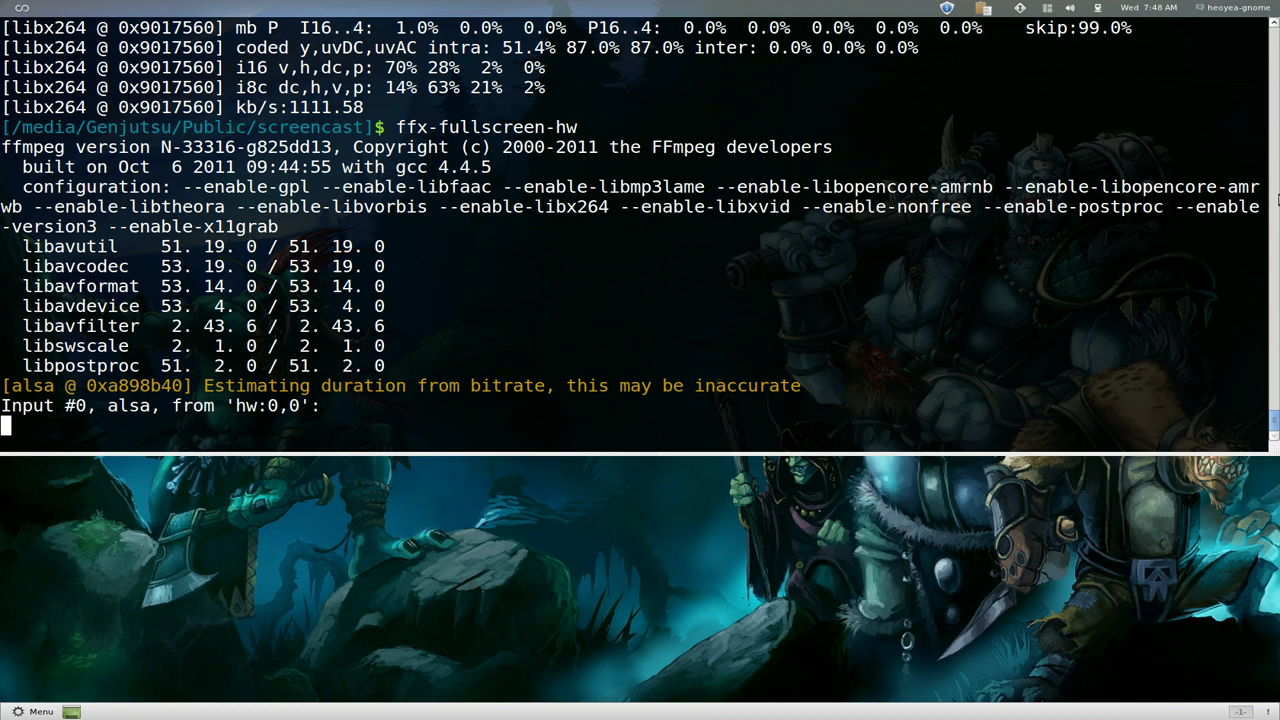 Wed 7:48 AM heoyea-gnome
[libx264 @ 0x9017560] mb P  I16..4:  1.0%  0.0%  0.0%  P16..4:  0.0%  0.0%  0.0%  0.0%  0.0%    skip:99.0%
[libx264 @ 0x9017560] coded y,uvDC,uvAC intra: 51.4% 87.0% 87.0% inter: 0.0% 0.0% 0.0%
[libx264 @ 0x9017560] i16 v,h,dc,p: 70% 28%  2%  0%
[libx264 @ 0x9017560] i8c dc,h,v,p: 14% 63% 21%  2%
[libx264 @ 0x9017560] kb/s:1111.58
[/media/Genjutsu/Public/screencast]$ ffx-fullscreen-hw
ffmpeg version N-33316-g825dd13, Copyright (c) 2000-2011 the FFmpeg developers
  built on Oct  6 2011 09:44:55 with gcc 4.4.5
  configuration: --enable-gpl --enable-libfaac --enable-libmp3lame --enable-libopencore-amrnb --enable-libopencore-amr
wb --enable-libtheora --enable-libvorbis --enable-libx264 --enable-libxvid --enable-nonfree --enable-postproc --enable
-version3 --enable-x11grab
  libavutil    51. 19. 0 / 51. 19. 0
  libavcodec   53. 19. 0 / 53. 19. 0
  libavformat  53. 14. 0 / 53. 14. 0
  libavdevice  53.  4. 0 / 53.  4. 0
  libavfilter   2. 43. 6 /  2. 43. 6
  libswscale    2.  1. 0 /  2.  1. 0
  libpostproc  51.  2. 0 / 51.  2. 0
[alsa @ 0xa898b40] Estimating duration from bitrate, this may be inaccurate
Input #0, alsa, from 'hw:0,0':
Menu -1- !